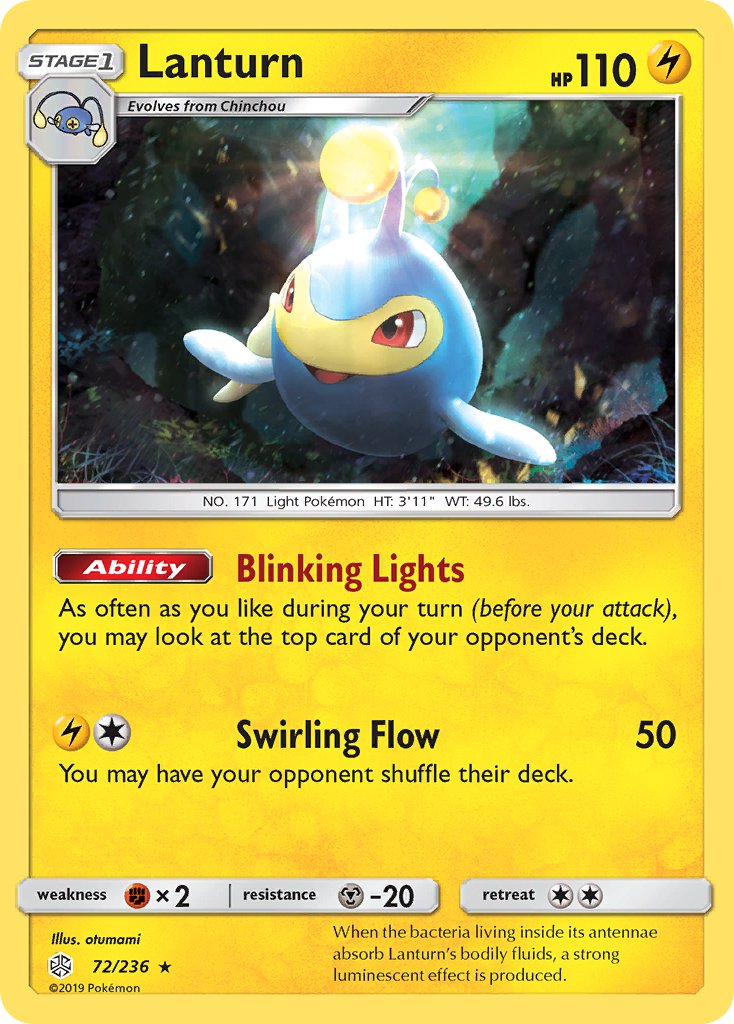 STAGE 1
Lanturn
HP 110
Evolves from Chinchou
NO. 171 Light Pokémon HT: 3'11" WT: 49.6 lbs.
Ability Blinking Lights
As often as you like during your turn (before your attack),
you may look at the top card of your opponent's deck.
Swirling Flow 50
You may have your opponent shuffle their deck.
weakness ×2 resistance -20 retreat
Illus. otumami
72/236
©2019 Pokémon
When the bacteria living inside its antennae
absorb Lanturn's bodily fluids, a strong
luminescent effect is produced.